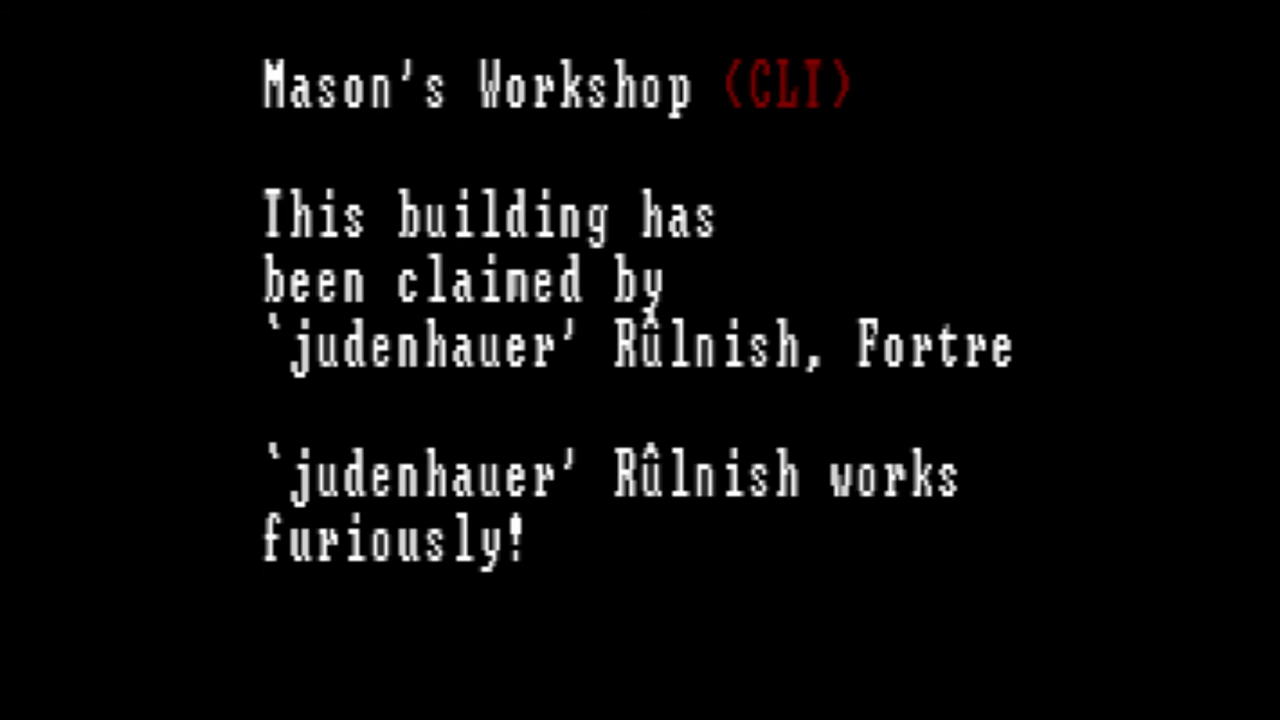 Mason's Workshop (CLT)
This building has
been claimed by
`judenhauer' Rûlnish, Fortre
`judenhauer' Rûlnish works
furiously!